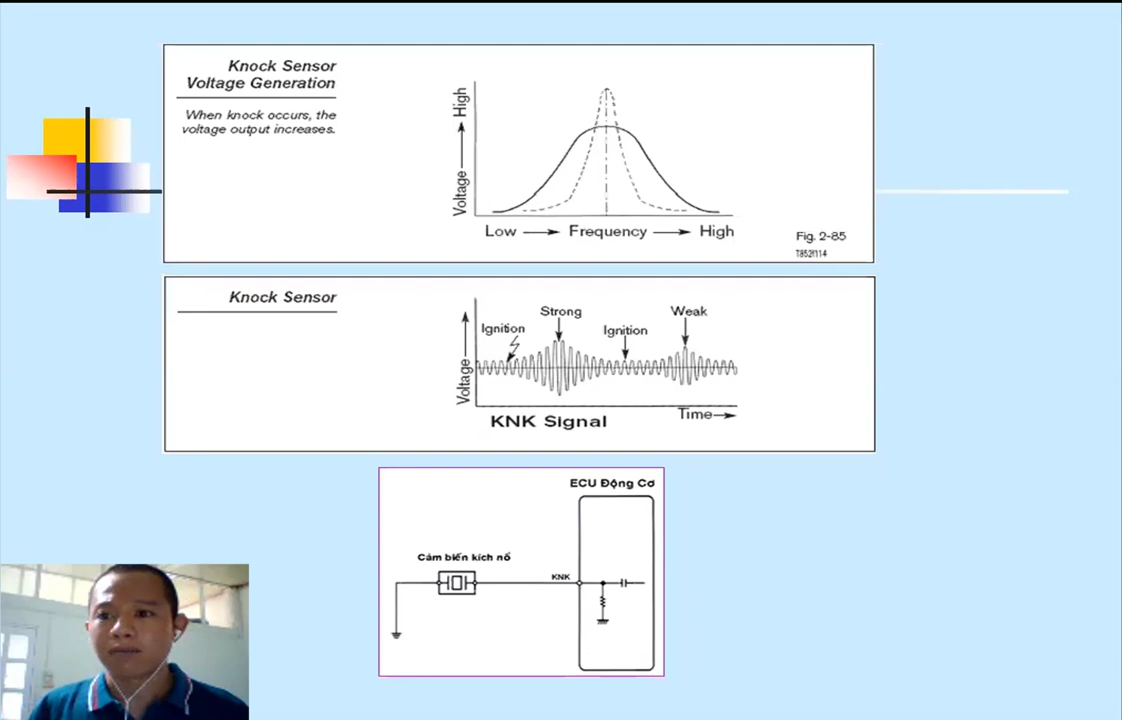 Knock Sensor
Voltage Generation
When knock occurs, the
voltage output increases.
Voltage
High
Low
Frequency
High
Fig. 2-85
T852f114
Knock Sensor
Voltage
Ignition
Strong
Ignition
Weak
Time
KNK Signal
ECU Động Cơ
Cảm biến kích nổ
KNK